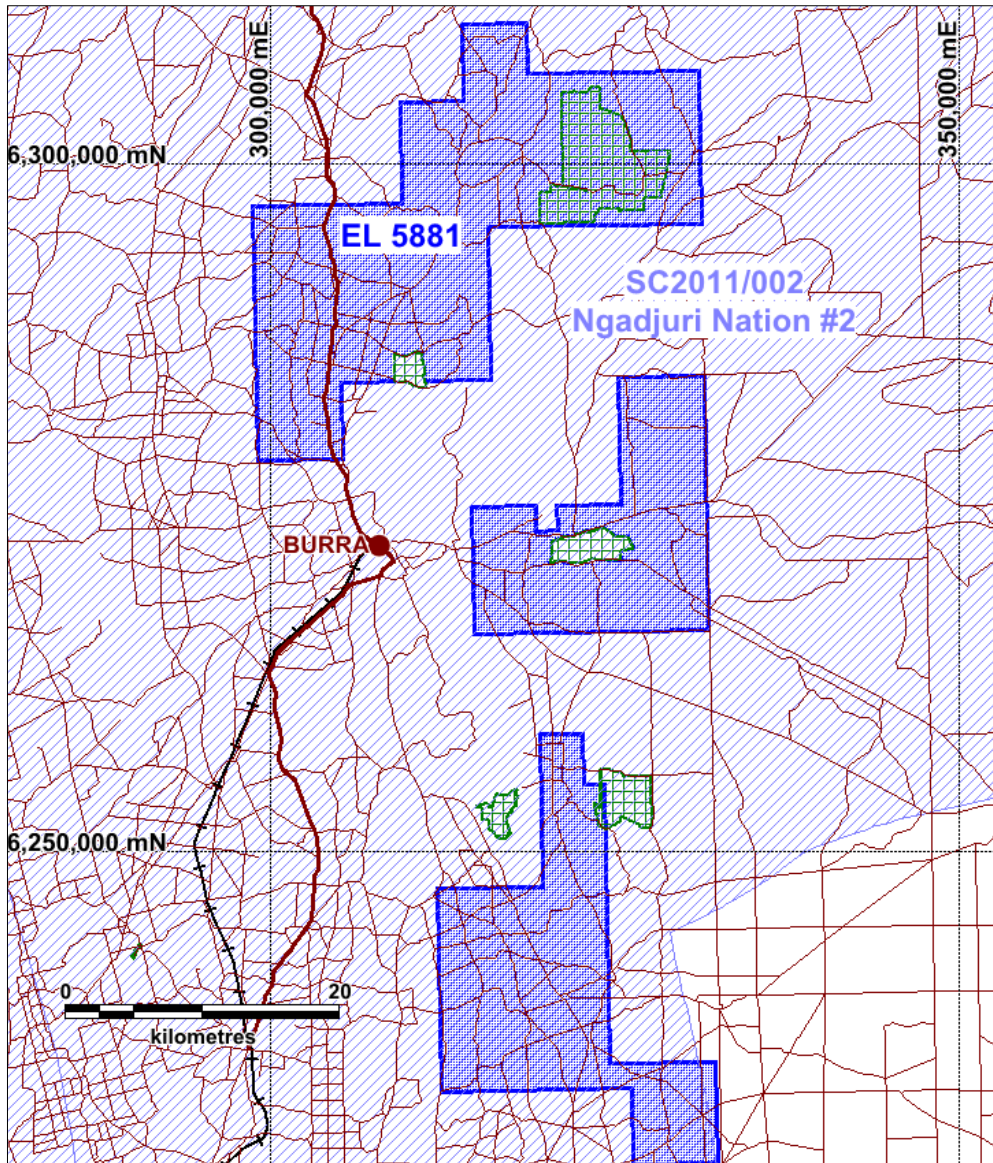 300,000 mE
350,000 mE
6,300,000 mN
EL 5881
SC2011/002
Ngadjuri Nation #2
BURRA
6,250,000 mN
0 20
kilometres